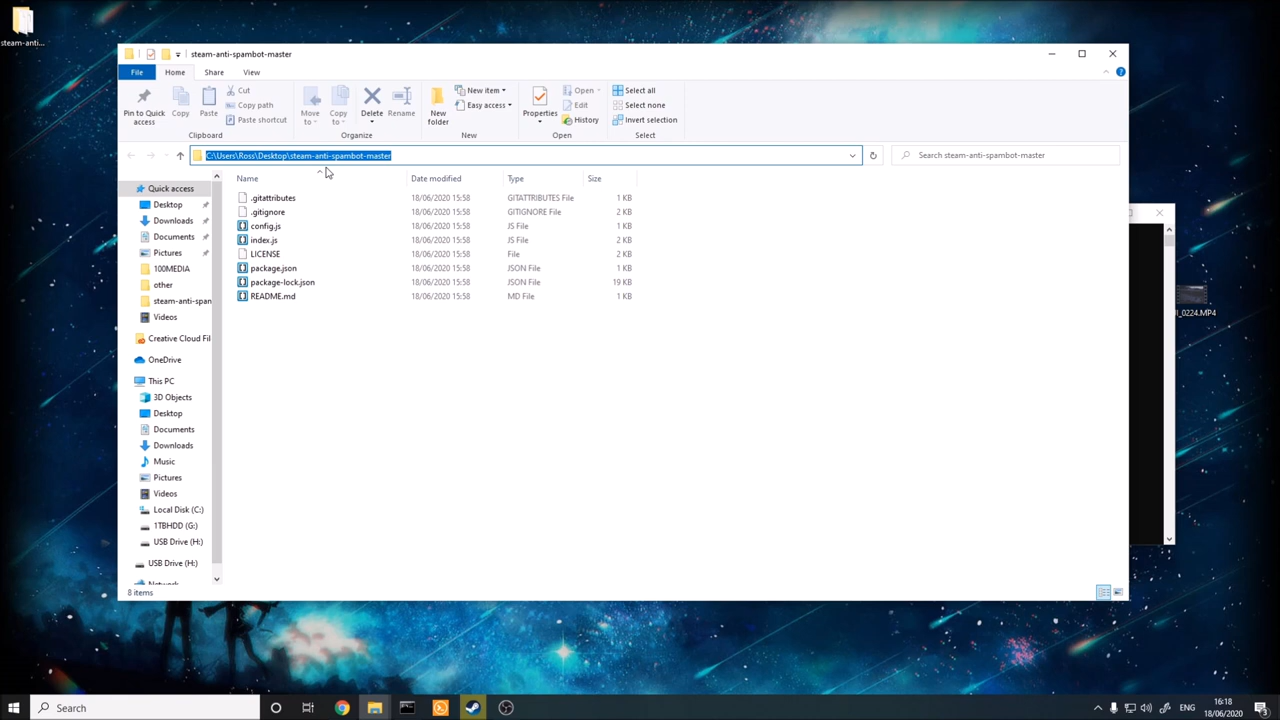 steam-anti...
steam-anti-spambot-master
File
Home
Share
View
Pin to Quick access
Copy
Paste
Cut
Copy path
Paste shortcut
Clipboard
Move to
Copy to
Delete
Rename
Organize
New folder
New item
Easy access
New
Properties
Open
Edit
History
Open
Select all
Select none
Invert selection
Select
C:\Users\Ross\Desktop\steam-anti-spambot-master
Search steam-anti-spambot-master
Name
Date modified
Type
Size
.gitattributes 18/06/2020 15:58 GITATTRIBUTES File 1 KB
.gitignore 18/06/2020 15:58 GITIGNORE File 2 KB
config.js 18/06/2020 15:58 JS File 1 KB
index.js 18/06/2020 15:58 JS File 2 KB
LICENSE 18/06/2020 15:58 File 2 KB
package.json 18/06/2020 15:58 JSON File 1 KB
package-lock.json 18/06/2020 15:58 JSON File 19 KB
README.md 18/06/2020 15:58 MD File 1 KB
Quick access
Desktop
Downloads
Documents
Pictures
100MEDIA
other
steam-anti-span
Videos
Creative Cloud Fil
OneDrive
This PC
3D Objects
Desktop
Documents
Downloads
Music
Pictures
Videos
Local Disk (C:)
1TBHDD (G:)
USB Drive (H:)
USB Drive (H:)
Network
8 items
_0224.MP4
Search
ENG
16:18
18/06/2020
3